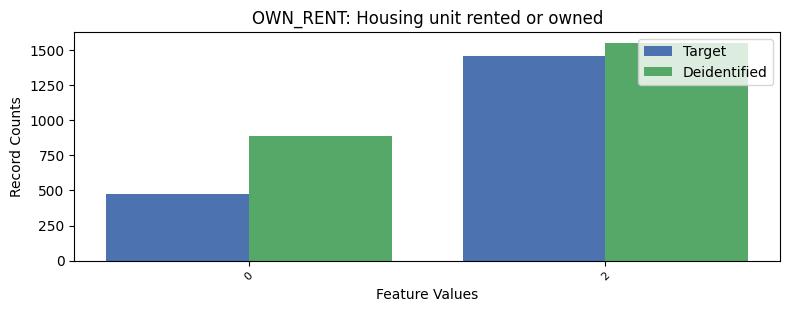 OWN_RENT: Housing unit rented or owned
Record Counts
1500
1250
1000
750
500
250
0
Target
Deidentified
0
2
Feature Values